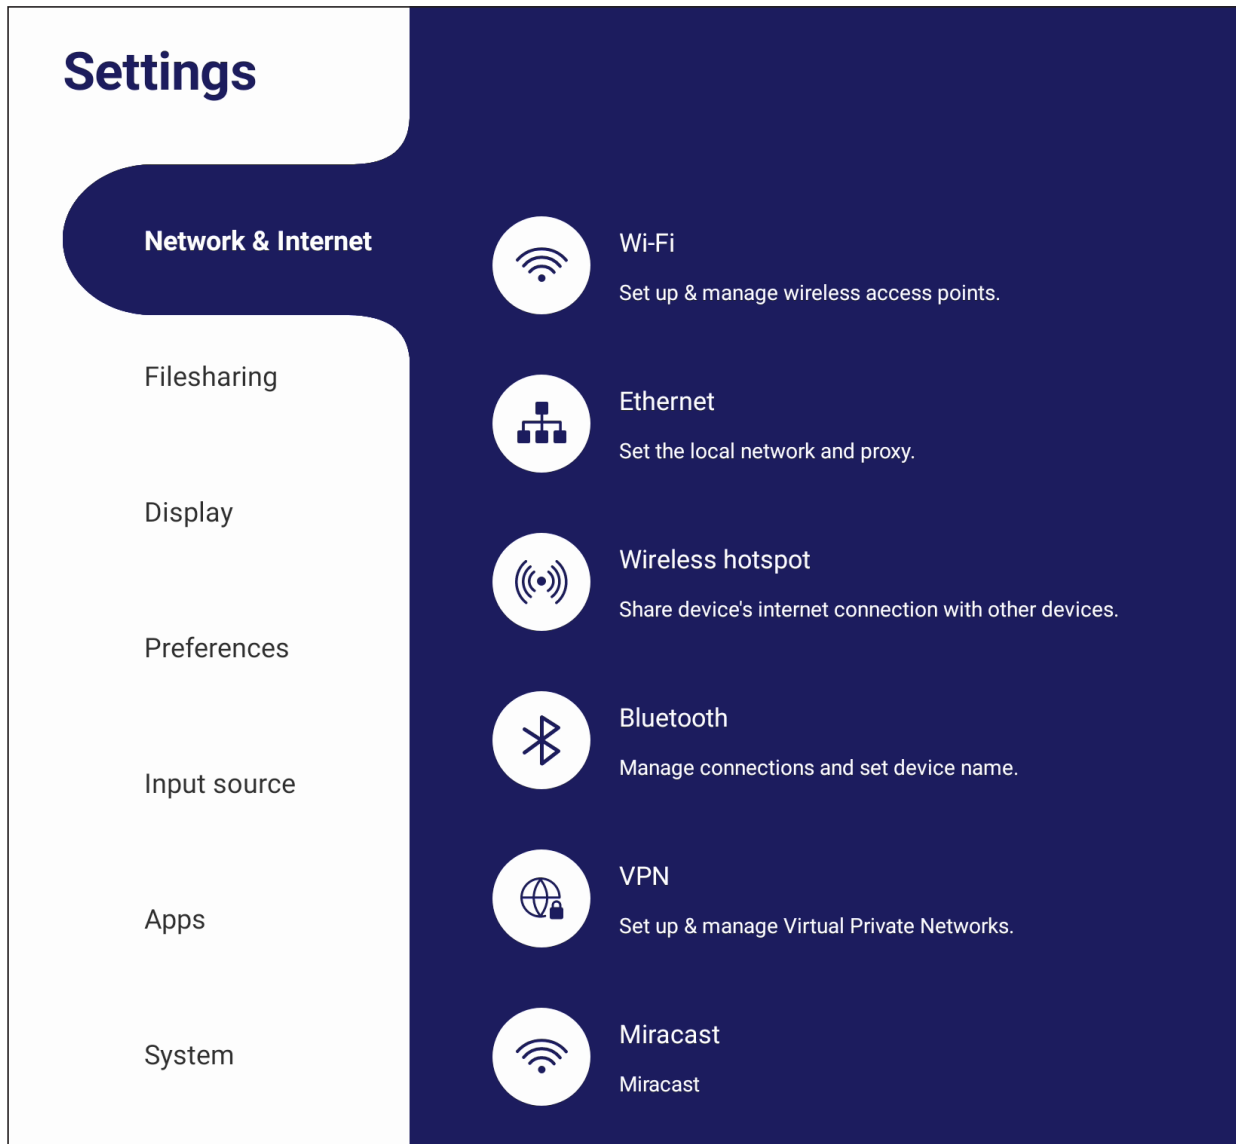 Settings
Network & Internet
Filesharing
Display
Preferences
Input source
Apps
System
Wi-Fi
Set up & manage wireless access points.
Ethernet
Set the local network and proxy.
Wireless hotspot
Share device's internet connection with other devices.
Bluetooth
Manage connections and set device name.
VPN
Set up & manage Virtual Private Networks.
Miracast
Miracast